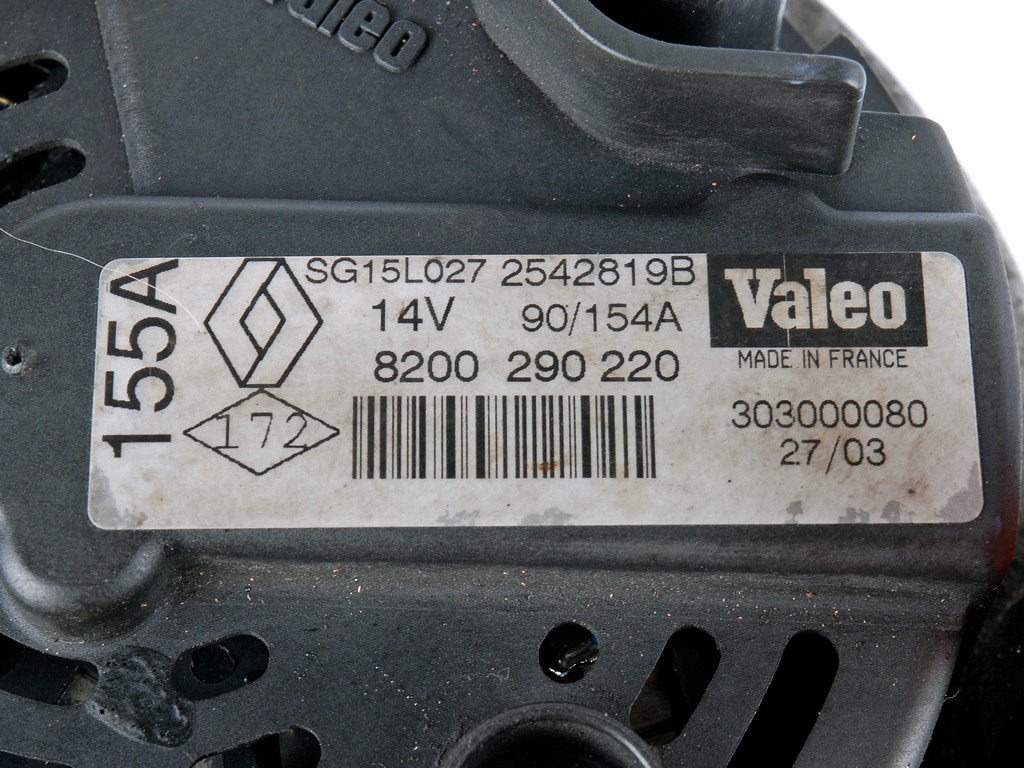 Valeo
155A
SG15L027 2542819B
14V 90/154A
8200 290 220
172
Valeo
MADE IN FRANCE
303000080
27/03